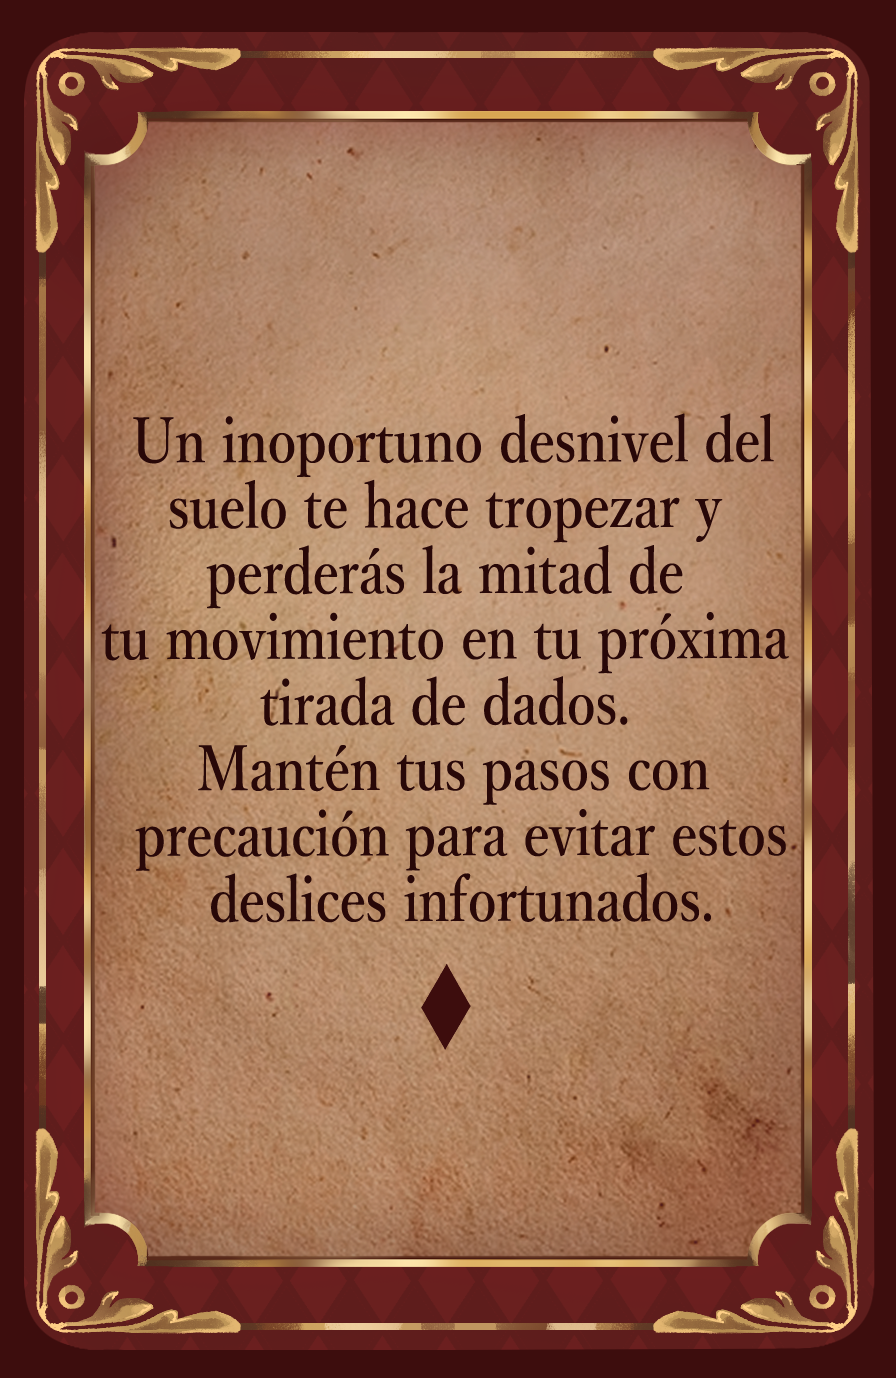 Un inoportuno desnivel del
suelo te hace tropezar y
perderás la mitad de
tu movimiento en tu próxima
tirada de dados.
Mantén tus pasos con
precaución para evitar estos
deslices infortunados.